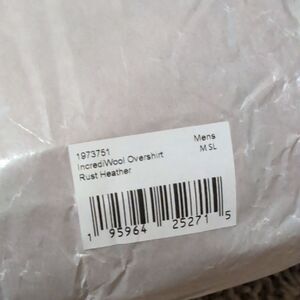 1973751 Mens
IncrediWool Overshirt M SL
Rust Heather
1 95964 25271 5